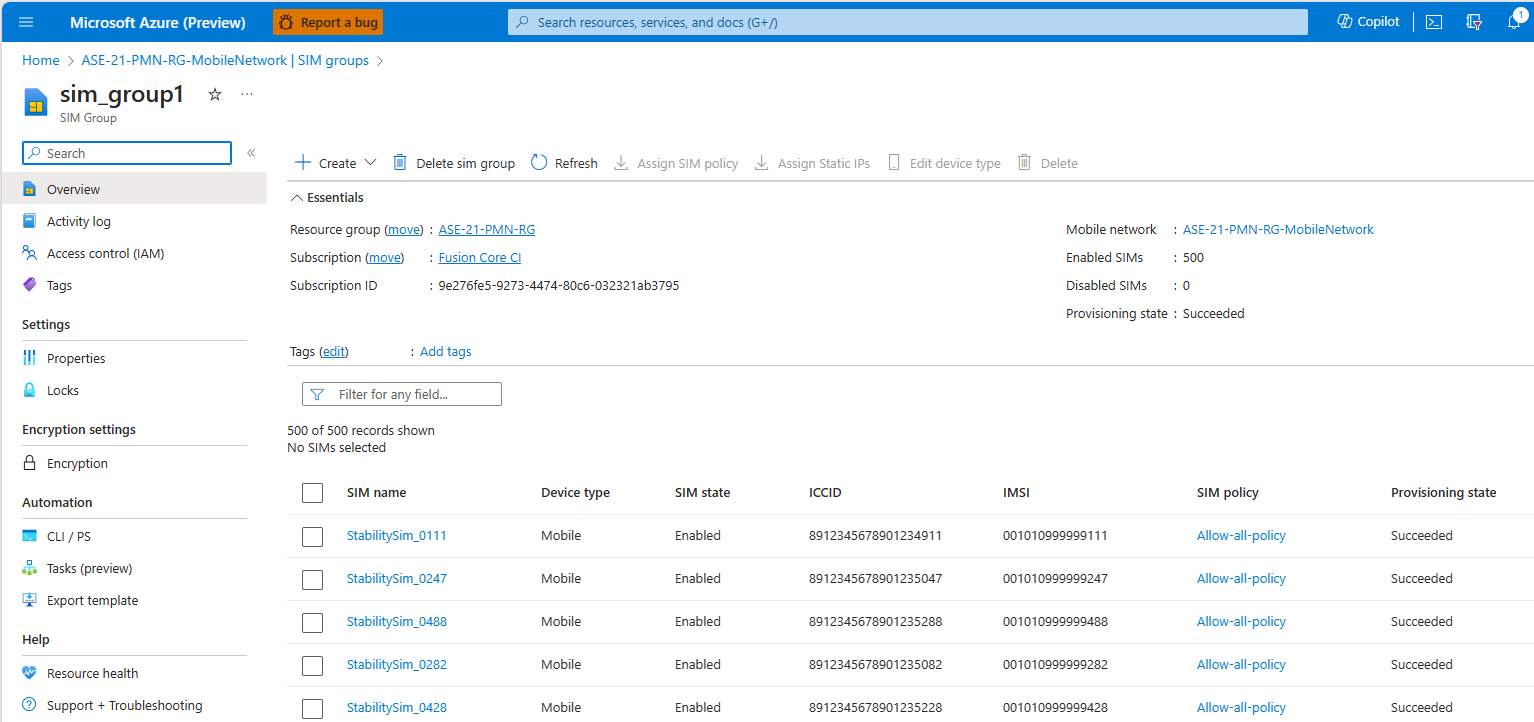 Microsoft Azure (Preview)
Report a bug
Search resources, services, and docs (G+/)
Copilot
1
Home > ASE-21-PMN-RG-MobileNetwork | SIM groups >
sim_group1
SIM Group
Search
Overview
Activity log
Access control (IAM)
Tags
Settings
Properties
Locks
Encryption settings
Encryption
Automation
CLI / PS
Tasks (preview)
Export template
Help
Resource health
Support + Troubleshooting
Create Delete sim group Refresh Assign SIM policy Assign Static IPs Edit device type Delete
Essentials
Resource group (move) : ASE-21-PMN-RG
Subscription (move) : Fusion Core CI
Subscription ID : 9e276fe5-9273-4474-80c6-032321ab3795
Mobile network : ASE-21-PMN-RG-MobileNetwork
Enabled SIMs : 500
Disabled SIMs : 0
Provisioning state : Succeeded
Tags (edit) : Add tags
Filter for any field...
500 of 500 records shown
No SIMs selected
SIM name Device type SIM state ICCID IMSI SIM policy Provisioning state
StabilitySim_0111 Mobile Enabled 8912345678901234911 001010999999111 Allow-all-policy Succeeded
StabilitySim_0247 Mobile Enabled 8912345678901235047 001010999999247 Allow-all-policy Succeeded
StabilitySim_0488 Mobile Enabled 8912345678901235288 001010999999488 Allow-all-policy Succeeded
StabilitySim_0282 Mobile Enabled 8912345678901235082 001010999999282 Allow-all-policy Succeeded
StabilitySim_0428 Mobile Enabled 8912345678901235228 001010999999428 Allow-all-policy Succeeded